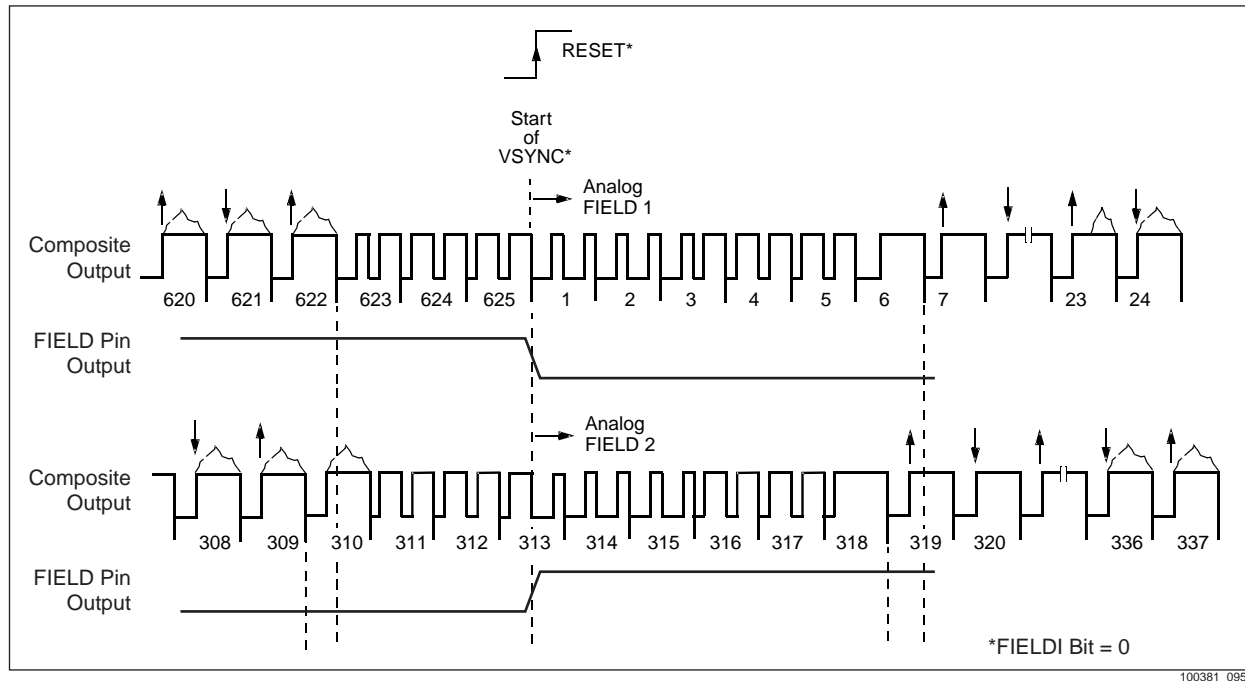 RESET*
Start
of
VSYNC*
Analog
FIELD 1
Composite
Output
620 621 622 623 624 625 1 2 3 4 5 6 7 23 24
FIELD Pin
Output
Analog
FIELD 2
Composite
Output
308 309 310 311 312 313 314 315 316 317 318 319 320 336 337
FIELD Pin
Output
*FIELDI Bit = 0
100381_095